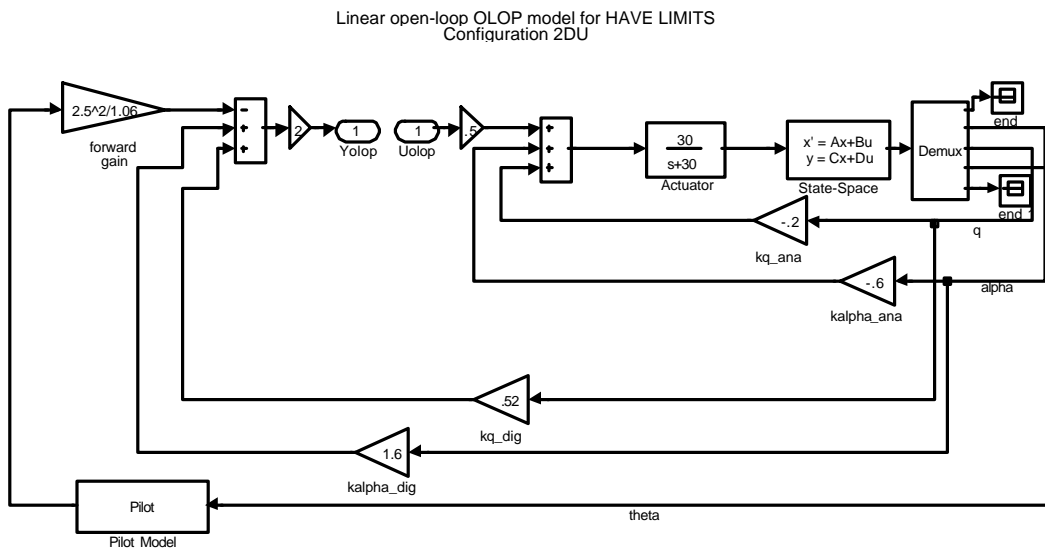 Linear open-loop OLOP model for HAVE LIMITS
Configuration 2DU
2.5^2/1.06
forward
gain
-
+
+
2
1
Yolop
1
Uolop
.5
+
+
+
30
s+30
Actuator
x' = Ax+Bu
y = Cx+Du
State-Space
Demux
end
end 1
-.2
kq_ana
q
-.6
kalpha_ana
alpha
.52
kq_dig
1.6
kalpha_dig
Pilot
Pilot Model
theta